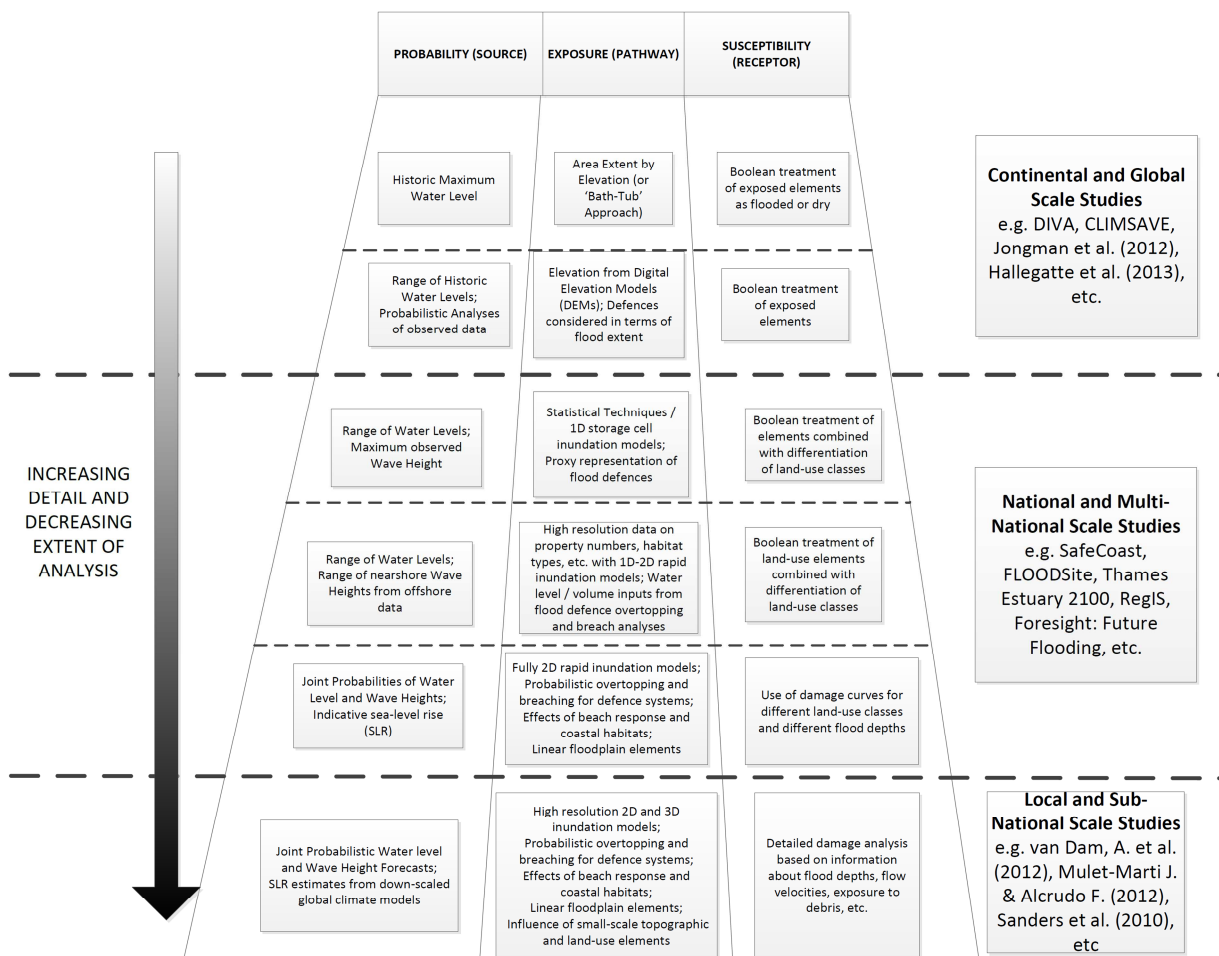 PROBABILITY (SOURCE)
EXPOSURE (PATHWAY)
SUSCEPTIBILITY
(RECEPTOR)
Historic Maximum
Water Level
Area Extent by
Elevation (or
‘Bath-Tub’
Approach)
Boolean treatment
of exposed elements
as flooded or dry
Continental and Global
Scale Studies
e.g. DIVA, CLIMSAVE,
Jongman et al. (2012),
Hallegatte et al. (2013),
etc.
Range of Historic
Water Levels;
Probabilistic Analyses
of observed data
Elevation from Digital
Elevation Models
(DEMs); Defences
considered in terms of
flood extent
Boolean treatment
of exposed
elements
INCREASING
DETAIL AND
DECREASING
EXTENT OF
ANALYSIS
Range of Water Levels;
Maximum observed
Wave Height
Statistical Techniques /
1D storage cell
inundation models;
Proxy representation of
flood defences
Boolean treatment of
elements combined
with differentiation
of land-use classes
National and Multi-
National Scale Studies
e.g. SafeCoast,
FLOODSite, Thames
Estuary 2100, RegIS,
Foresight: Future
Flooding, etc.
Range of Water Levels;
Range of nearshore Wave
Heights from offshore
data
High resolution data on
property numbers, habitat
types, etc. with 1D-2D rapid
inundation models; Water
level / volume inputs from
flood defence overtopping
and breach analyses
Boolean treatment of
land-use elements
combined with
differentiation of
land-use classes
Joint Probabilities of Water
Level and Wave Heights;
Indicative sea-level rise
(SLR)
Fully 2D rapid inundation models;
Probabilistic overtopping and
breaching for defence systems;
Effects of beach response and
coastal habitats;
Linear floodplain elements
Use of damage curves for
different land-use classes
and different flood depths
Joint Probabilistic Water level
and Wave Height Forecasts;
SLR estimates from down-scaled
global climate models
High resolution 2D and 3D
inundation models;
Probabilistic overtopping and
breaching for defence systems;
Effects of beach response and
coastal habitats;
Linear floodplain elements;
Influence of small-scale topographic
and land-use elements
Detailed damage analysis
based on information
about flood depths, flow
velocities, exposure to
debris, etc.
Local and Sub-
National Scale Studies
e.g. van Dam, A. et al.
(2012), Mulet-Marti J.
& Alcrudo F. (2012),
Sanders et al. (2010),
etc